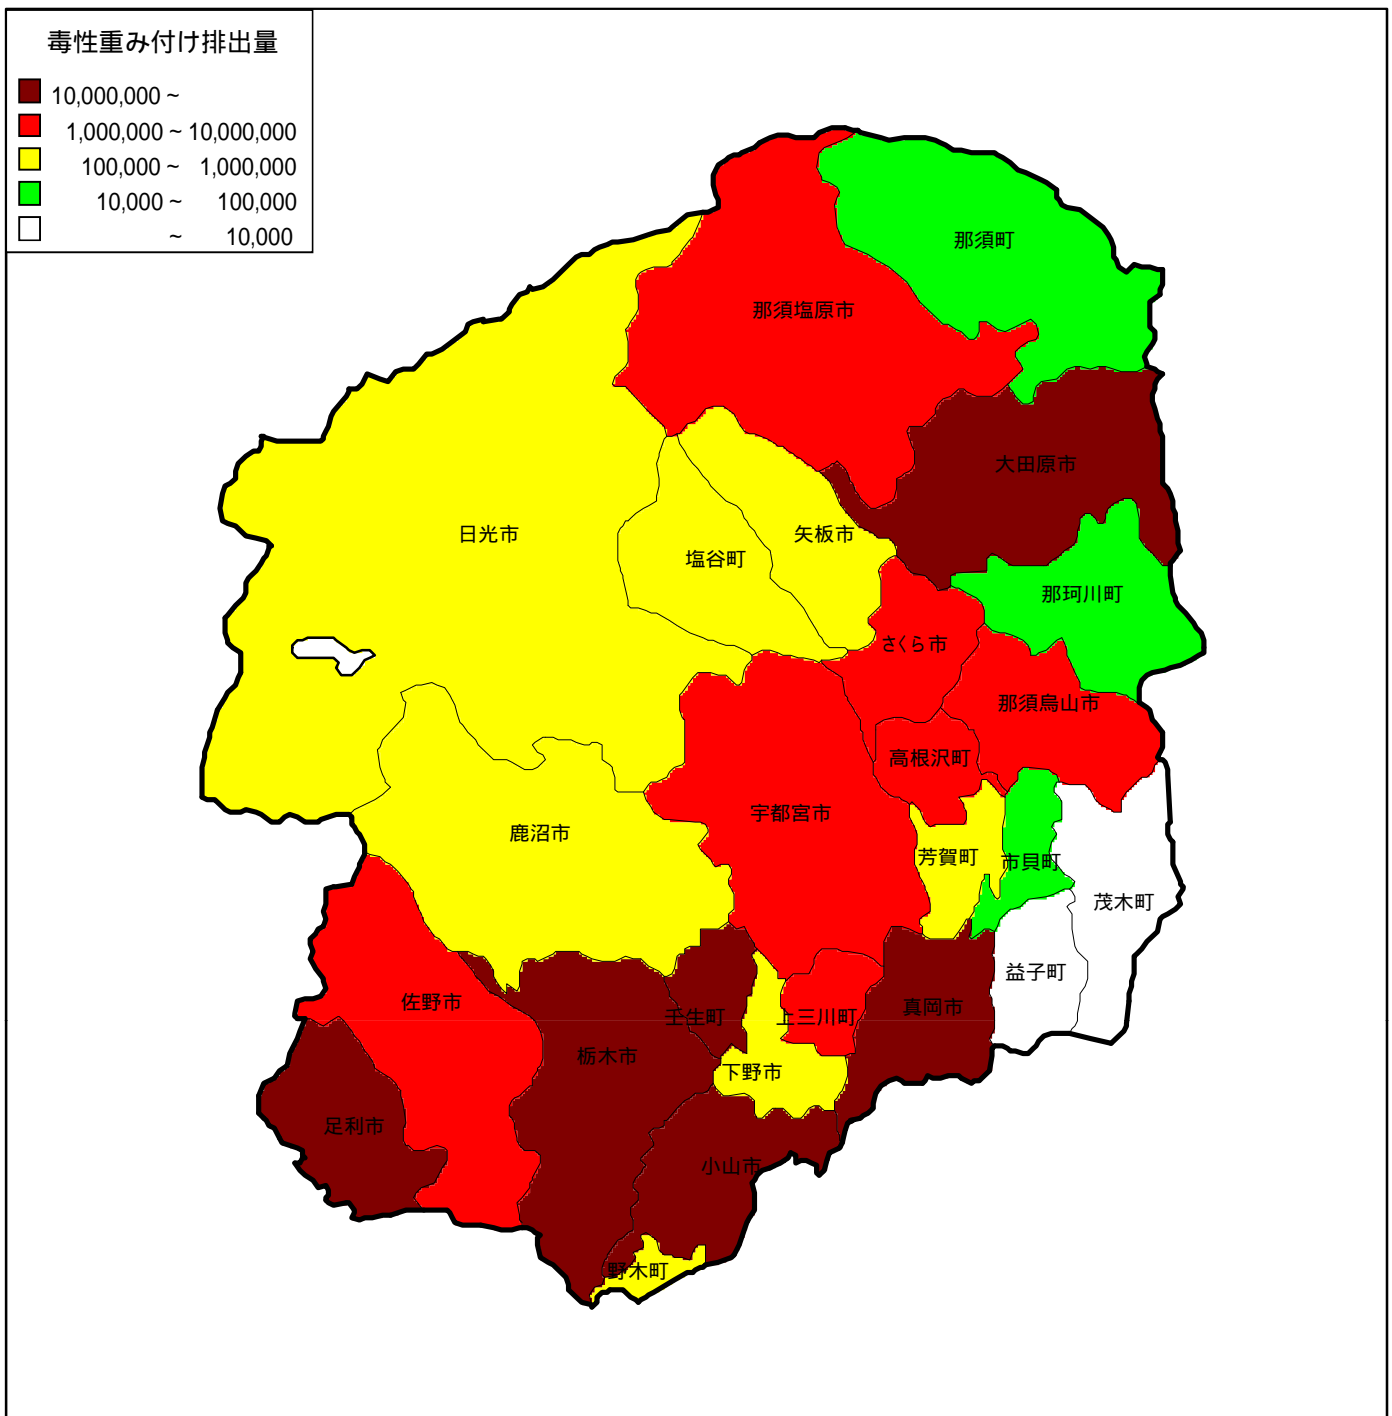 毒性重み付け排出量
10,000,000 ~
1,000,000 ~ 10,000,000
100,000 ~ 1,000,000
10,000 ~ 100,000
~ 10,000
那須町
那須塩原市
大田原市
日光市
塩谷町
矢板市
那珂川町
さくら市
那須烏山市
高根沢町
宇都宮市
鹿沼市
芳賀町
市貝町
茂木町
益子町
佐野市
壬生町
上三川町
真岡市
栃木市
下野市
足利市
小山市
野木町